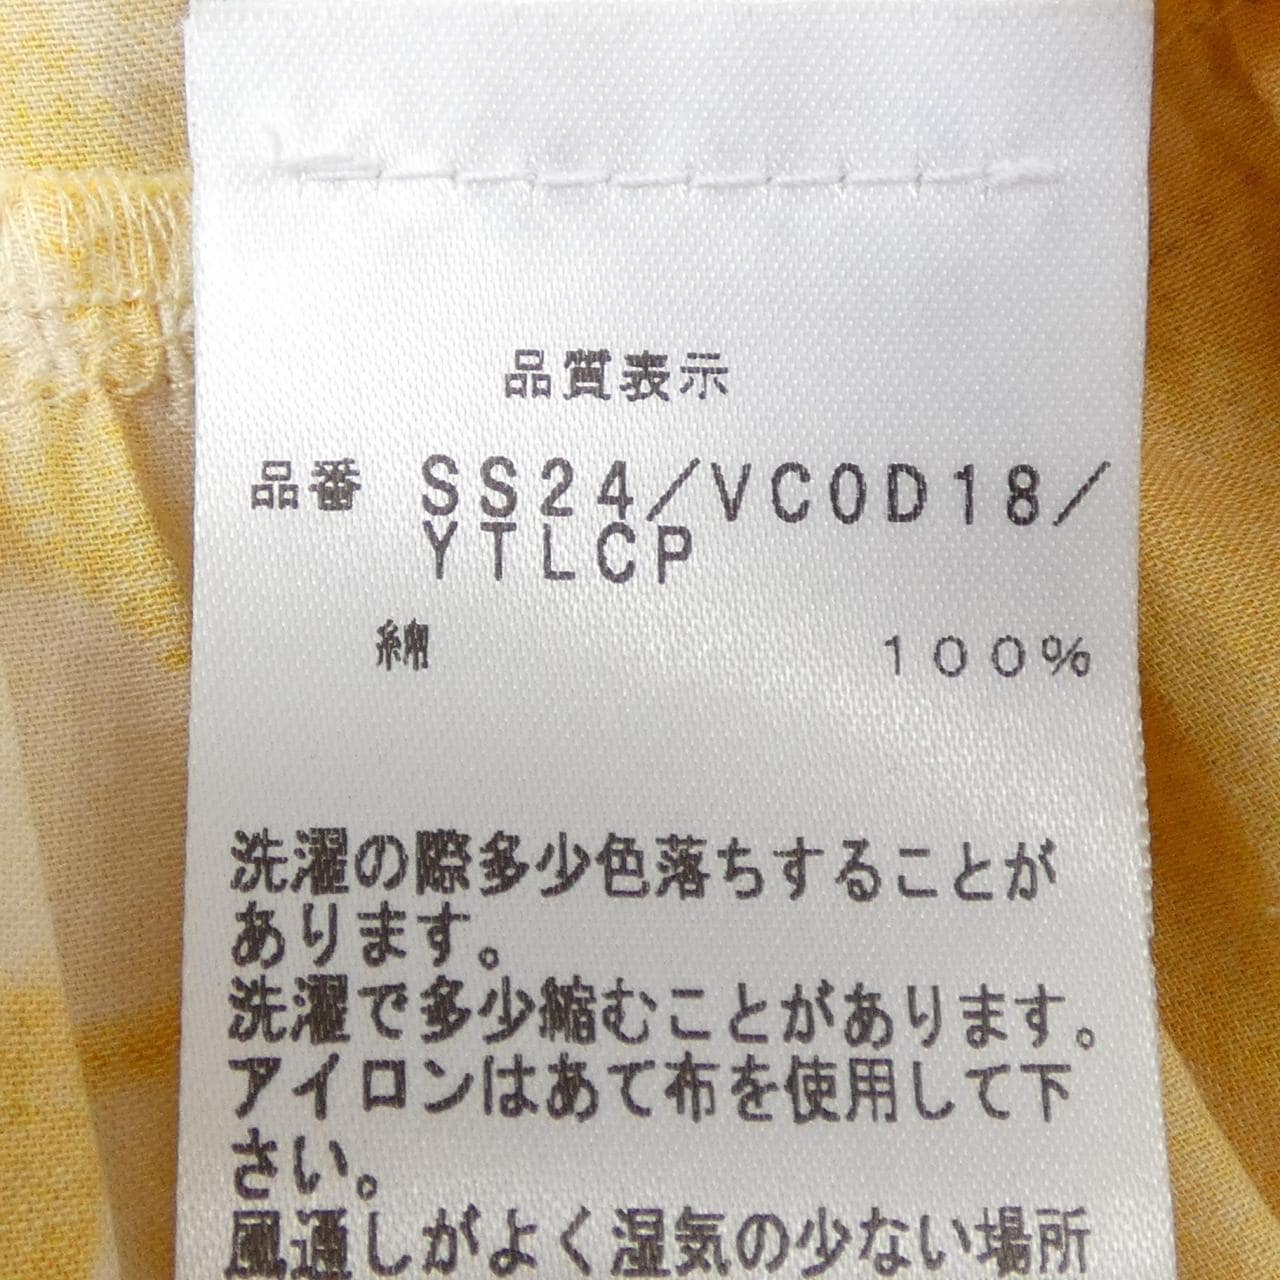 品質表示
品番 SS24/VC0D18/
YTLCP
綿 100%
洗濯の際多少色落ちすることが
あります。
洗濯で多少縮むことがあります。
アイロンはあて布を使用して下
さい。
風通しがよく湿気の少ない場所